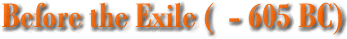 Before the Exile (  - 605 BC)